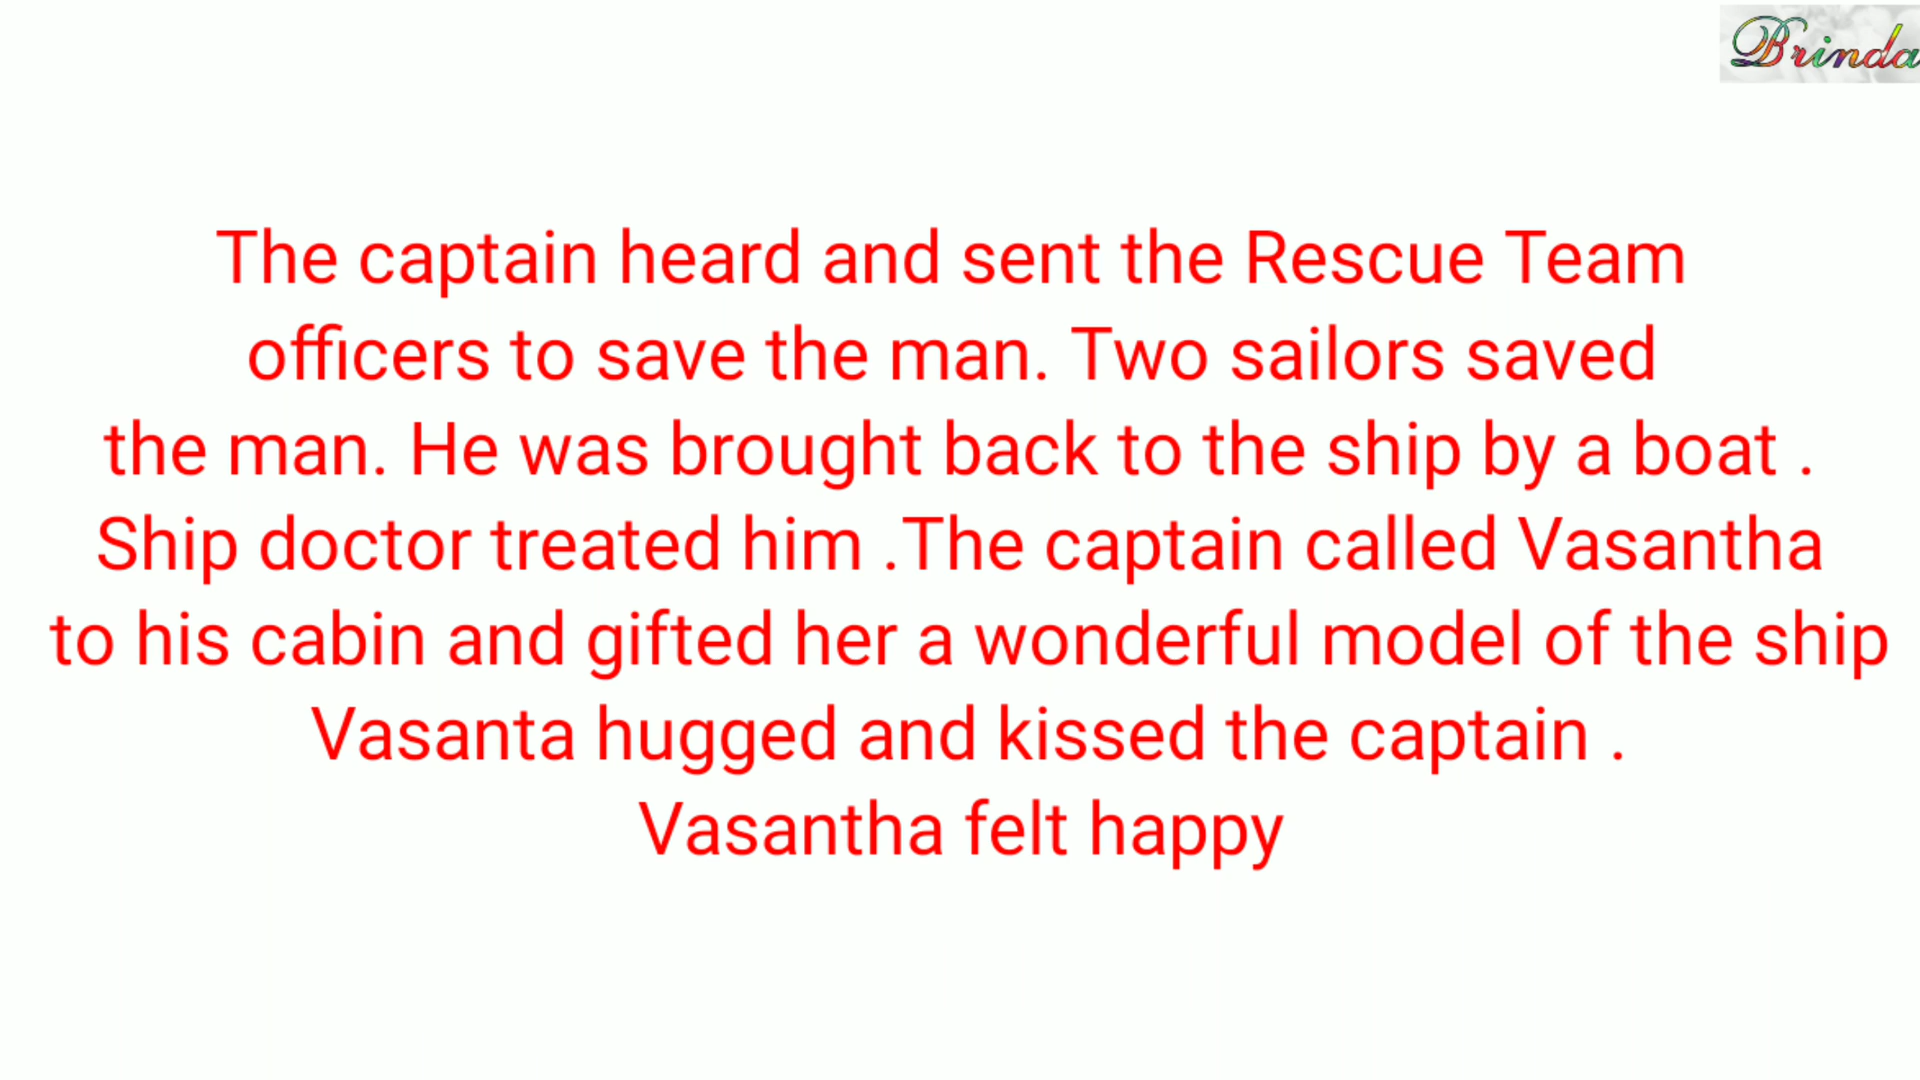 Brinda
The captain heard and sent the Rescue Team
officers to save the man. Two sailors saved
the man. He was brought back to the ship by a boat .
Ship doctor treated him .The captain called Vasantha
to his cabin and gifted her a wonderful model of the ship
Vasanta hugged and kissed the captain .
Vasantha felt happy